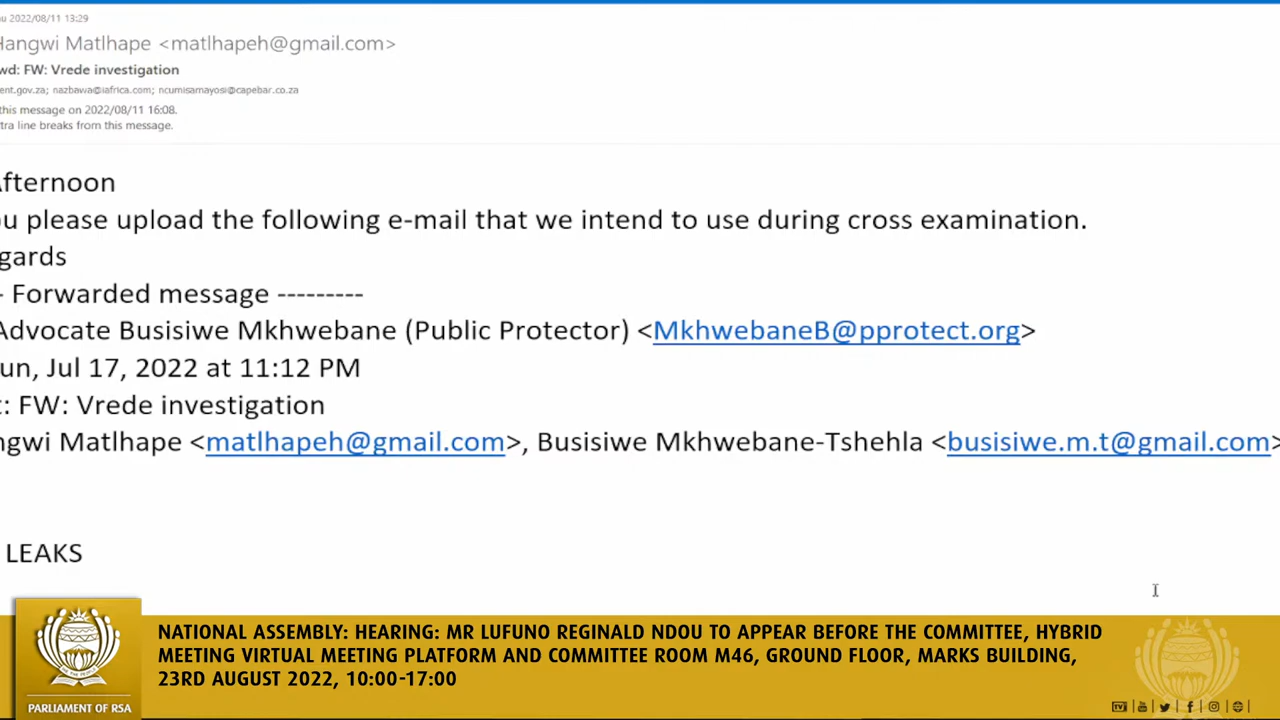 u 2022/08/11 13:29
Hangwi Matlhape <matlhapeh@gmail.com>
wd: FW: Vrede investigation
ent.gov.za; nazbawa@iafrica.com; ncumisamayosi@capebar.co.za
this message on 2022/08/11 16:08.
tra line breaks from this message.
Afternoon
ou please upload the following e-mail that we intend to use during cross examination.
gards
- Forwarded message ---------
Advocate Busisiwe Mkhwebane (Public Protector) <MkhwebaneB@pprotect.org>
un, Jul 17, 2022 at 11:12 PM
t: FW: Vrede investigation
ngwi Matlhape <matlhapeh@gmail.com>, Busisiwe Mkhwebane-Tshehla <busisiwe.m.t@gmail.com>
LEAKS
NATIONAL ASSEMBLY: HEARING: MR LUFUNO REGINALD NDOU TO APPEAR BEFORE THE COMMITTEE, HYBRID
MEETING VIRTUAL MEETING PLATFORM AND COMMITTEE ROOM M46, GROUND FLOOR, MARKS BUILDING,
23RD AUGUST 2022, 10:00-17:00
PARLIAMENT OF RSA